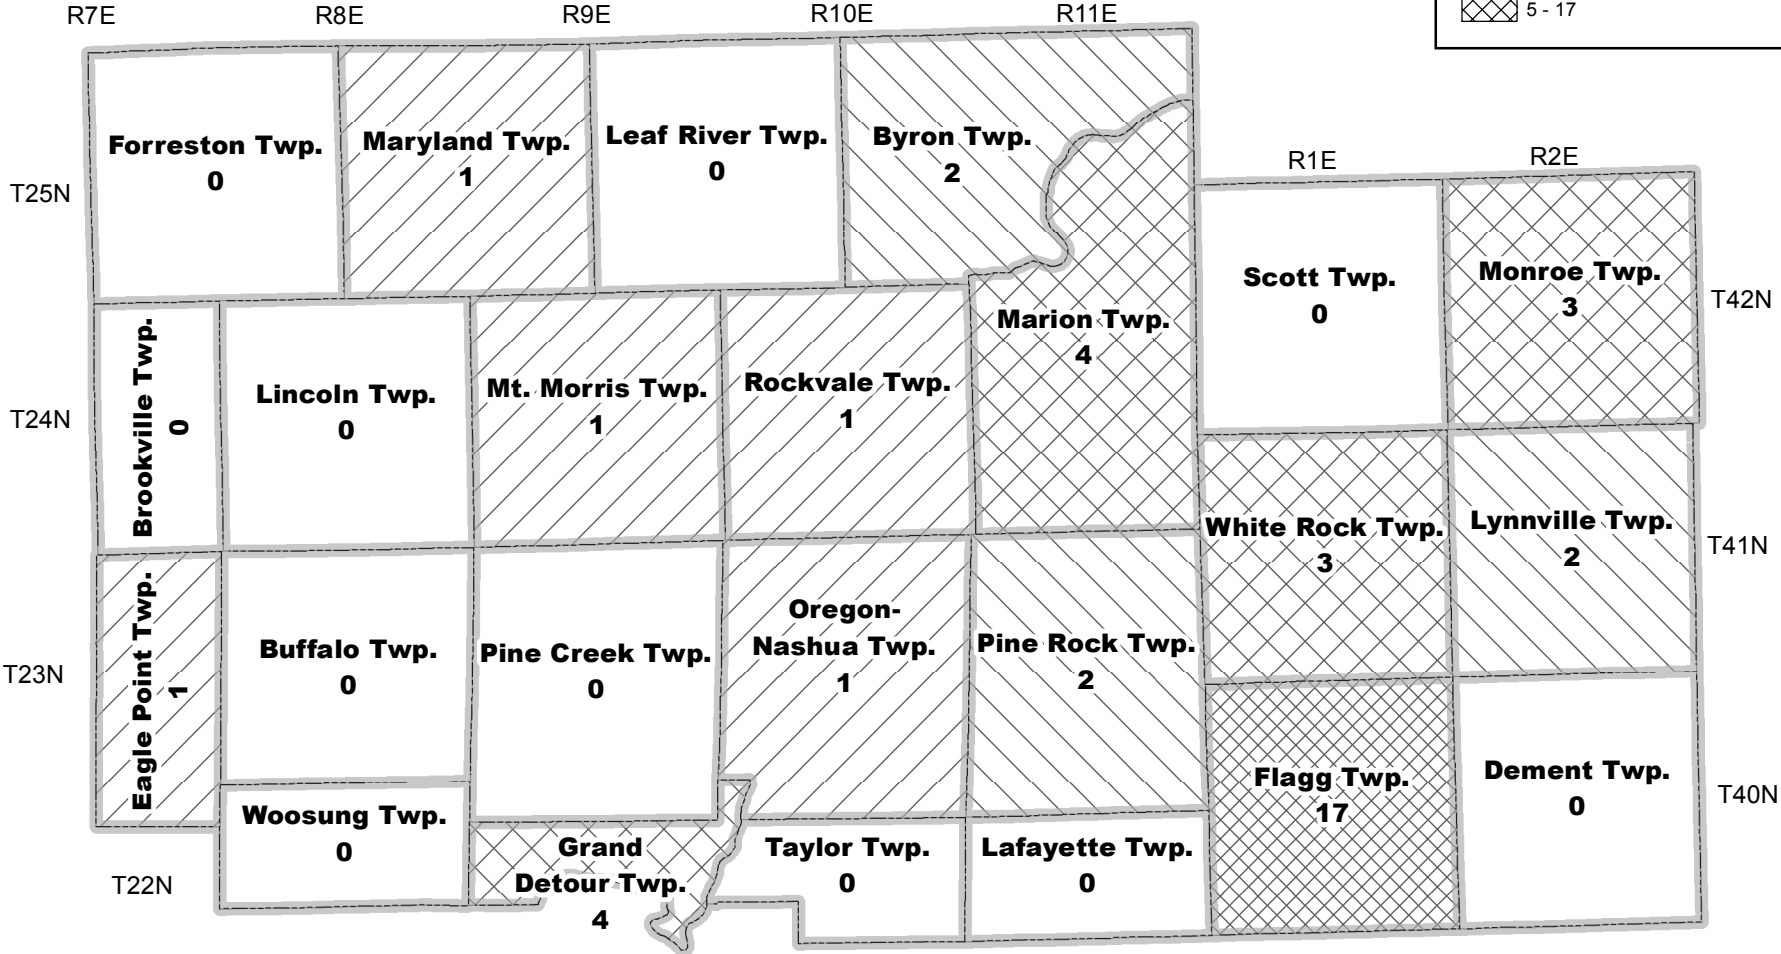 R7E
R8E
R9E
R10E
R11E
5 - 17
Forreston Twp.
0
Maryland Twp.
1
Leaf River Twp.
0
Byron Twp.
2
R1E
R2E
T25N
Scott Twp.
0
Monroe Twp.
3
T42N
Marion Twp.
4
T24N
Brookville Twp.
0
Lincoln Twp.
0
Mt. Morris Twp.
1
Rockvale Twp.
1
White Rock Twp.
3
Lynnville Twp.
2
T41N
T23N
Eagle Point Twp.
1
Buffalo Twp.
0
Pine Creek Twp.
0
Oregon-
Nashua Twp.
1
Pine Rock Twp.
2
Flagg Twp.
17
Dement Twp.
0
T40N
Woosung Twp.
0
Grand
Detour Twp.
4
Taylor Twp.
0
Lafayette Twp.
0
T22N